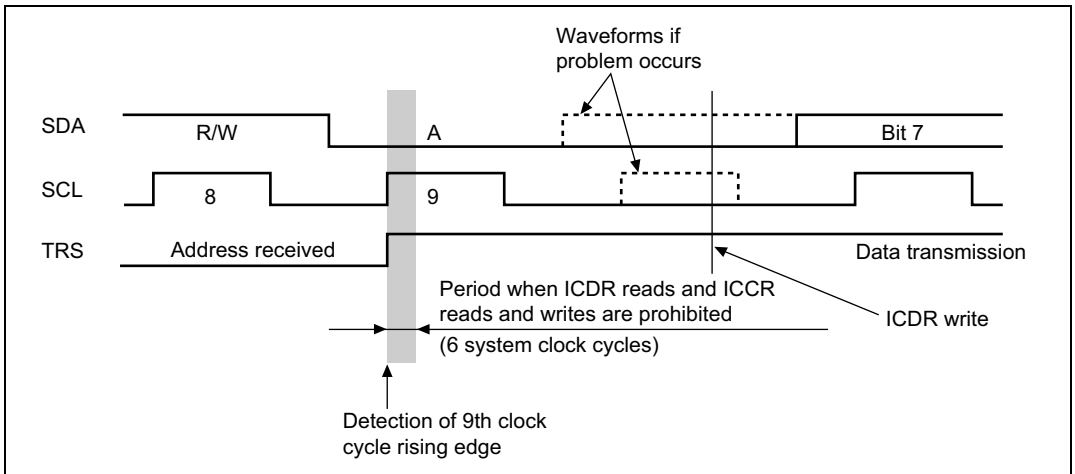 Waveforms if
problem occurs
SDA
R/W
A
Bit 7
SCL
8
9
TRS
Address received
Data transmission
Period when ICDR reads and ICCR
reads and writes are prohibited
(6 system clock cycles)
ICDR write
Detection of 9th clock
cycle rising edge